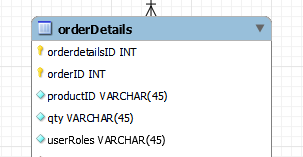 orderDetails
orderdetailsID INT
orderID INT
productID VARCHAR(45)
qty VARCHAR(45)
userRoles VARCHAR(45)